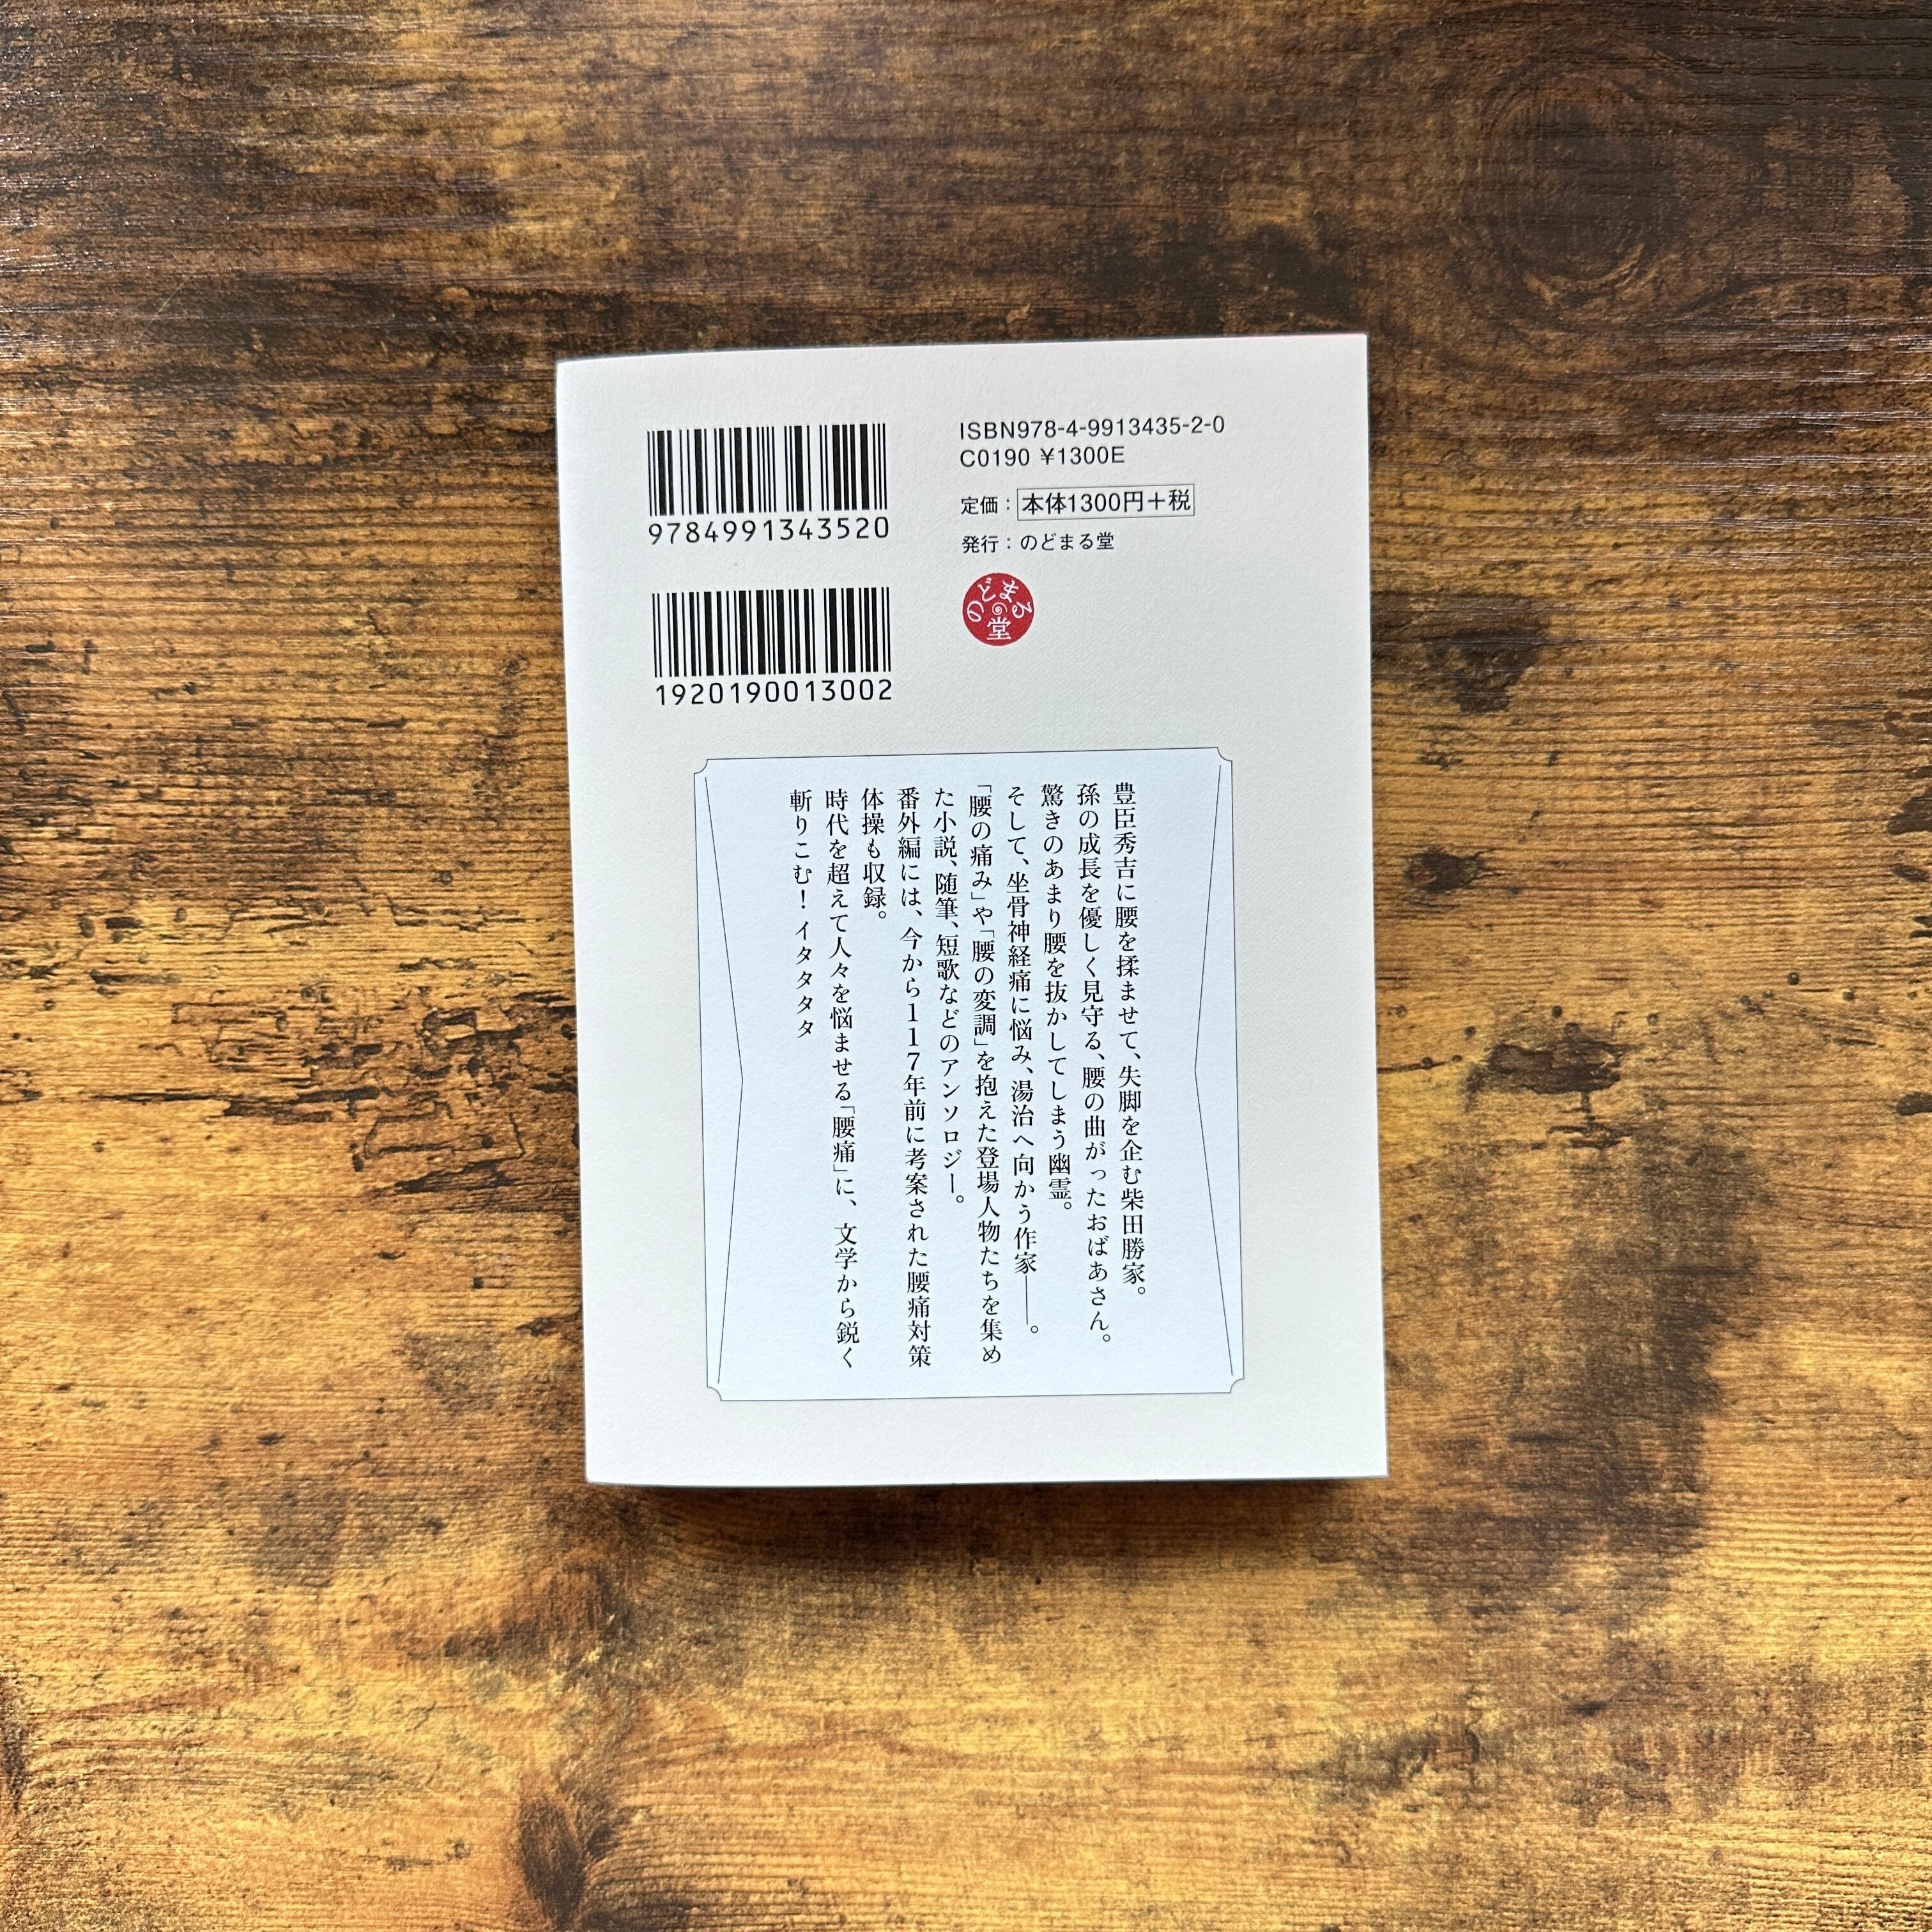 9784991343520
1920190013002
ISBN978-4-9913435-2-0
C0190 ¥1300E
定価：本体1300円＋税
発行：のどまる堂
のどまる堂
豊臣秀吉に腰を揉ませて、失脚を企む柴田勝家。
孫の成長を優しく見守る、腰の曲がったおばあさん。
驚きのあまり腰を抜かしてしまう幽霊。
そして、坐骨神経痛に悩み、湯治へ向かう作家――。
「腰の痛み」や「腰の変調」を抱えた登場人物たちを集め
た小説、随筆、短歌などのアンソロジー。
番外編には、今から117年前に考案された腰痛対策
体操も収録。
時代を超えて人々を悩ませる「腰痛」に、文学から鋭く
斬りこむ！イタタタタ